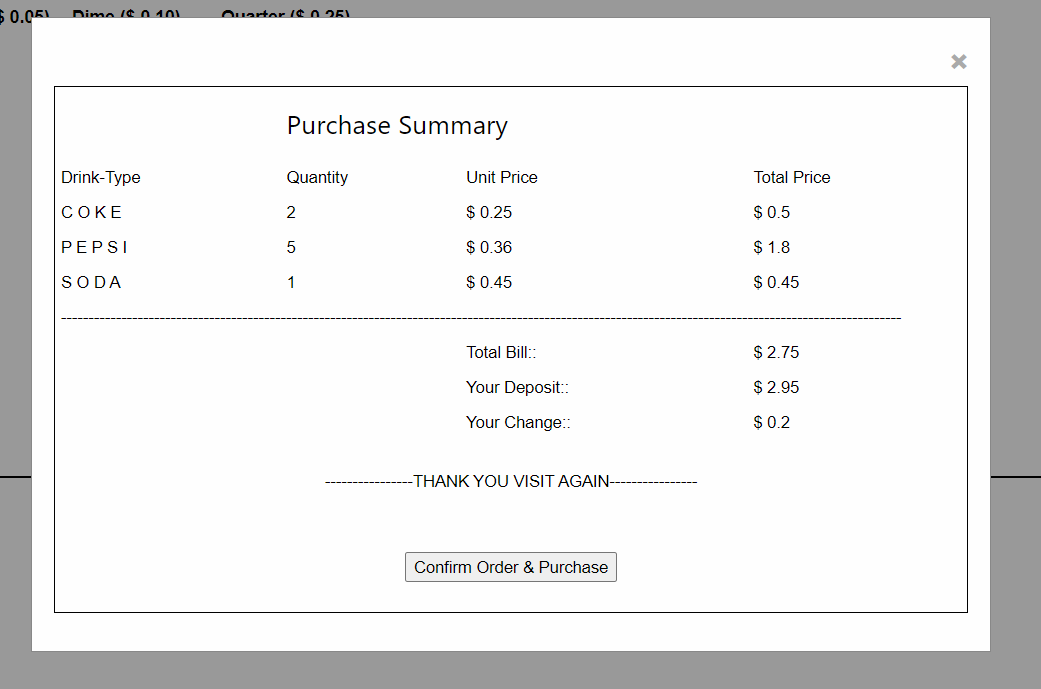 $ 0.05) Dime ($ 0.10) Quarter ($ 0.25)
×
Purchase Summary
Drink-Type Quantity Unit Price Total Price
C O K E 2 $ 0.25 $ 0.5
P E P S I 5 $ 0.36 $ 1.8
S O D A 1 $ 0.45 $ 0.45
Total Bill:: $ 2.75
Your Deposit:: $ 2.95
Your Change:: $ 0.2
----------------THANK YOU VISIT AGAIN----------------
Confirm Order & Purchase